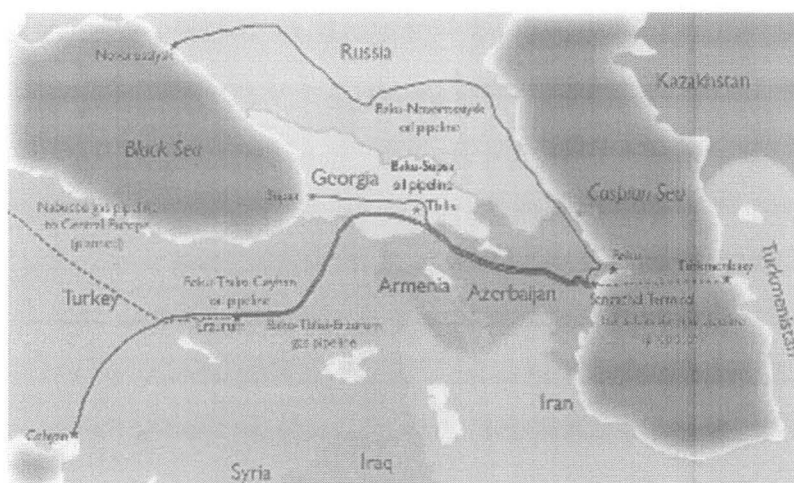 Novorossiysk
Russia
Kazakhstan
Baku-Novorossiysk
oil pipeline
Black Sea
Baku-Supsa
oil pipeline
Georgia
Supsa
Tbilisi
Caspian Sea
Nabucco gas pipeline
to Central Europe
(planned)
Baku
Turkey
Baku-Tbilisi-Ceyhan
oil pipeline
Armenia
Azerbaijan
Sangachal Terminal
Turkmenistan
Erzurum
Baku-Tbilisi-Erzurum
gas pipeline
Iran
Ceyhan
Syria
Iraq